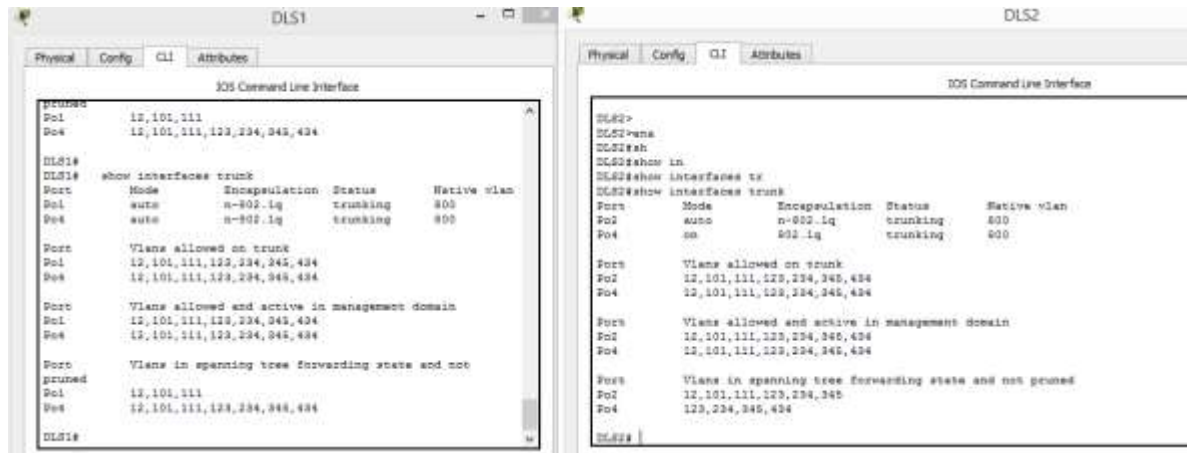 DLS1
Physical Config CLI Attributes
IOS Command Line Interface
pruned
Po1 12,101,111
Po4 12,101,111,123,234,345,434
DLS1#
DLS1# show interfaces trunk
Port Mode Encapsulation Status Native vlan
Po1 auto n-802.1q trunking 800
Po4 auto n-802.1q trunking 800
Port Vlans allowed on trunk
Po1 12,101,111,123,234,345,434
Po4 12,101,111,123,234,345,434
Port Vlans allowed and active in management domain
Po1 12,101,111,123,234,345,434
Po4 12,101,111,123,234,345,434
Port Vlans in spanning tree forwarding state and not
pruned
Po1 12,101,111
Po4 12,101,111,123,234,345,434
DLS1#
DLS2
Physical Config CLI Attributes
IOS Command Line Interface
DLS2>
DLS2>ena
DLS2#sh
DLS2#show in
DLS2#show interfaces tr
DLS2#show interfaces trunk
Port Mode Encapsulation Status Native vlan
Po2 auto n-802.1q trunking 800
Po4 on 802.1q trunking 800
Port Vlans allowed on trunk
Po2 12,101,111,123,234,345,434
Po4 12,101,111,123,234,345,434
Port Vlans allowed and active in management domain
Po2 12,101,111,123,234,345,434
Po4 12,101,111,123,234,345,434
Port Vlans in spanning tree forwarding state and not pruned
Po2 12,101,111,123,234,345
Po4 123,234,345,434
DLS2#